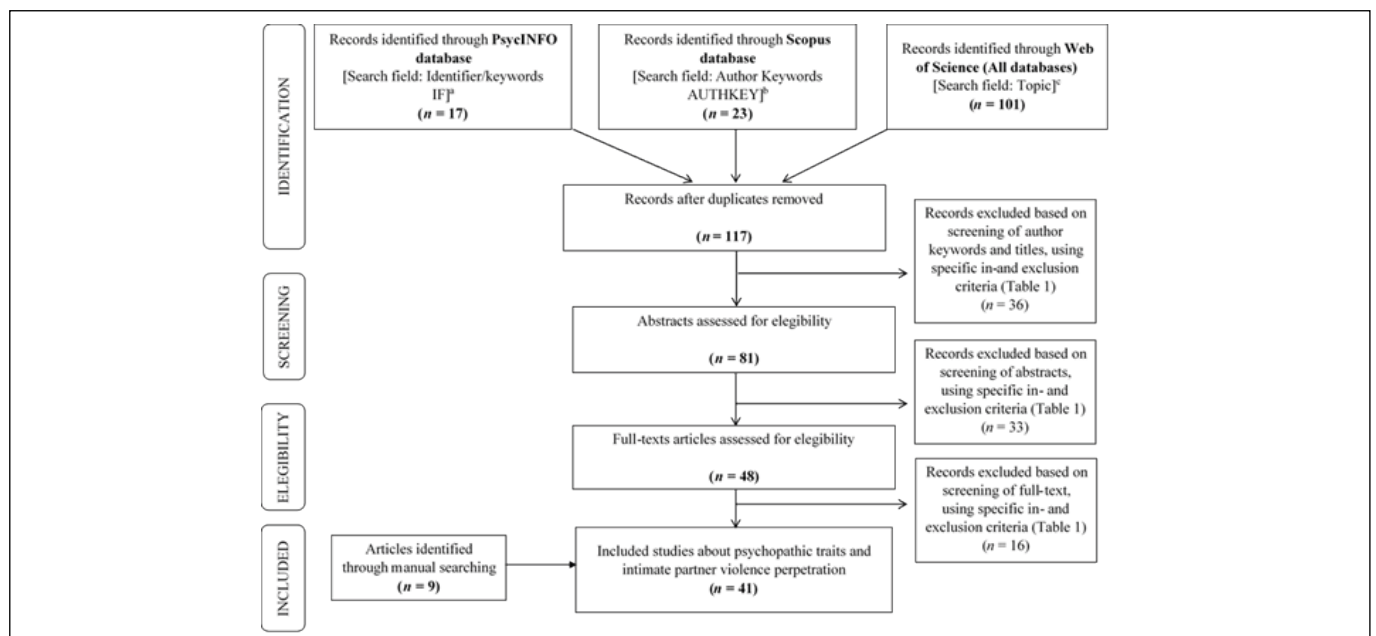 IDENTIFICATION
Records identified through PsycINFO
database
[Search field: Identifier/keywords
IF]ᵃ
(n = 17)
Records identified through Scopus
database
[Search field: Author Keywords
AUTHKEY]ᵇ
(n = 23)
Records identified through Web
of Science (All databases)
[Search field: Topic]ᶜ
(n = 101)
Records after duplicates removed
(n = 117)
Records excluded based on
screening of author
keywords and titles, using
specific in-and exclusion
criteria (Table 1)
(n = 36)
SCREENING
Abstracts assessed for elegibility
(n = 81)
Records excluded based on
screening of abstracts,
using specific in- and
exclusion criteria (Table 1)
(n = 33)
ELEGIBILITY
Full-texts articles assessed for elegibility
(n = 48)
Records excluded based on
screening of full-text,
using specific in- and
exclusion criteria (Table 1)
(n = 16)
INCLUDED
Articles identified
through manual searching
(n = 9)
Included studies about psychopathic traits and
intimate partner violence perpetration
(n = 41)